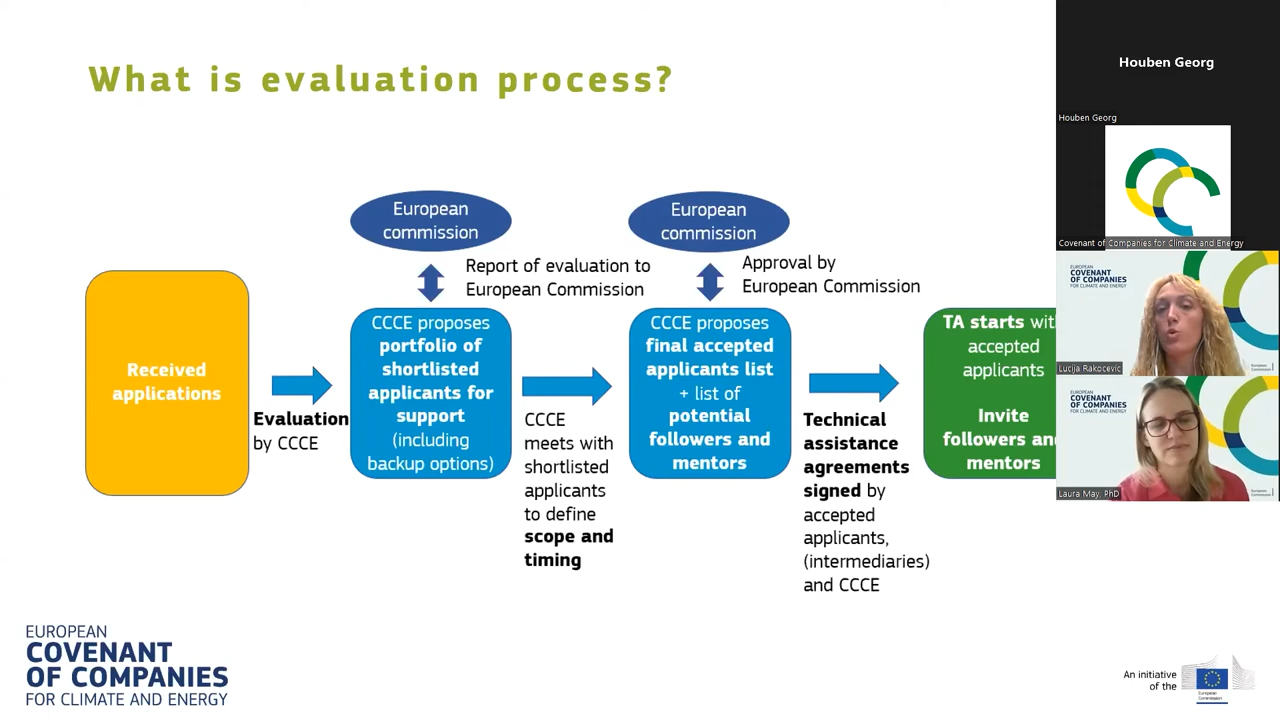 What is evaluation process?
European
commission
European
commission
Report of evaluation to
European Commission
Approval by
European Commission
Received
applications
Evaluation
by CCCE
CCCE proposes
portfolio of
shortlisted
applicants for
support
(including
backup options)
CCCE
meets with
shortlisted
applicants
to define
scope and
timing
CCCE proposes
final accepted
applicants list
+ list of
potential
followers and
mentors
Technical
assistance
agreements
signed by
accepted
applicants,
(intermediaries)
and CCCE
TA starts with
accepted
applicants
Invite
followers and
mentors
EUROPEAN
COVENANT
OF COMPANIES
FOR CLIMATE AND ENERGY
An initiative
of the
European
Commission
Houben Georg
Houben Georg
Covenant of Companies for Climate and Energy
EUROPEAN
COVENANT
OF COMPANIES
FOR CLIMATE AND ENERGY
Lucija Rakocevic
EUROPEAN
COVENANT
OF COMPANIES
FOR CLIMATE AND ENERGY
Laura May, PhD